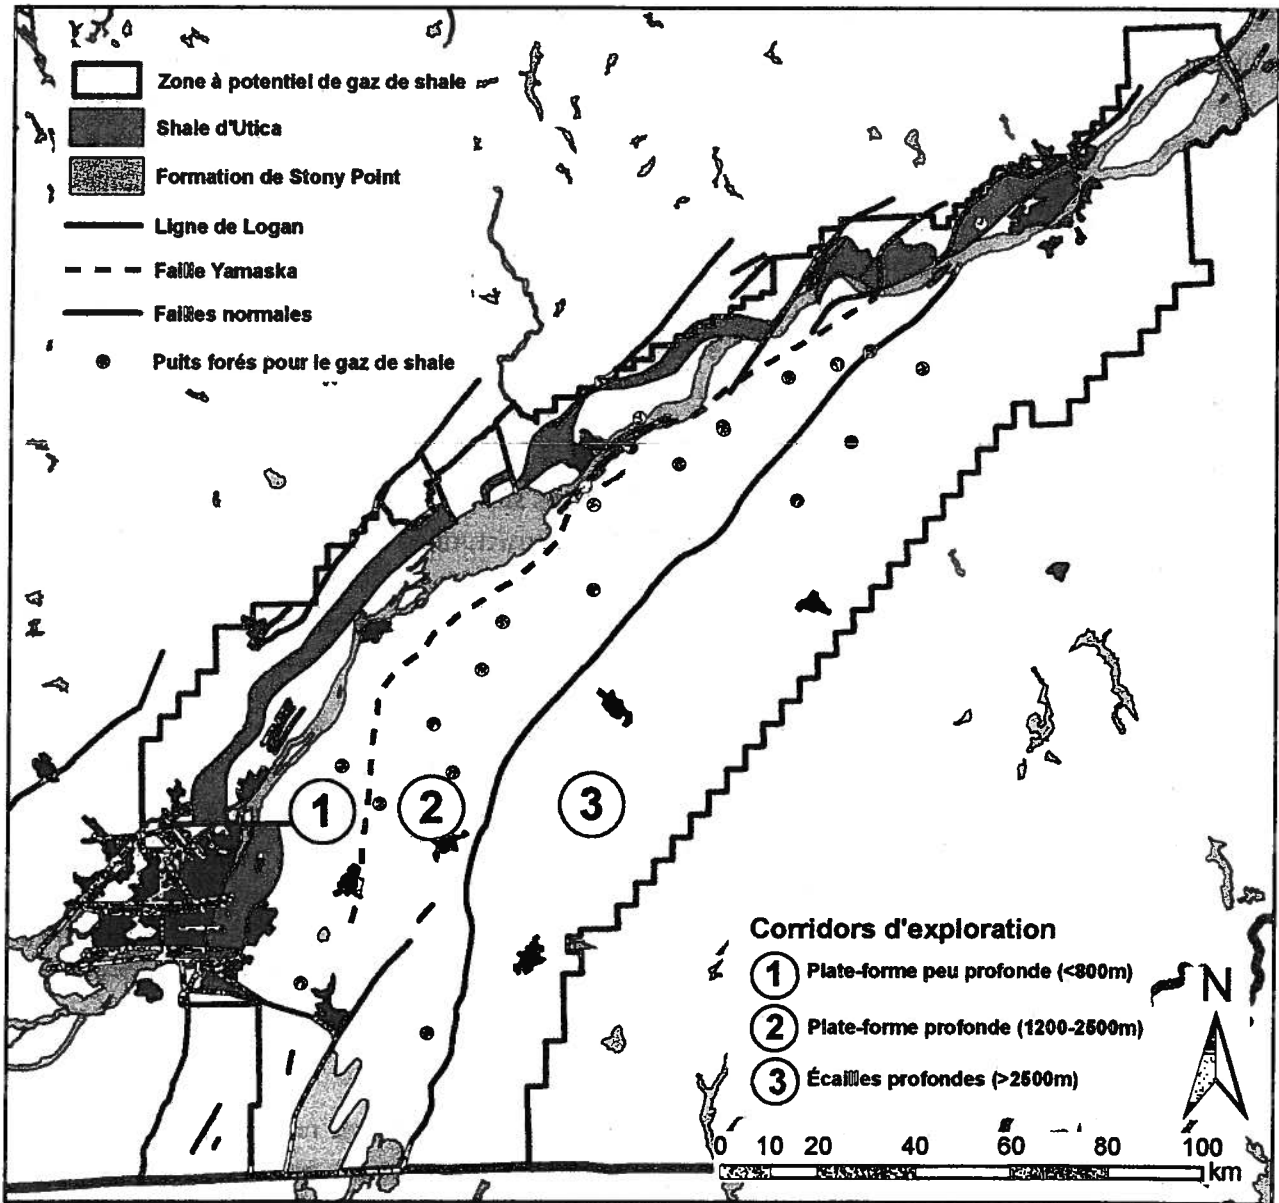 Zone à potentiel de gaz de shale
Shale d'Utica
Formation de Stony Point
Ligne de Logan
Faille Yamaska
Failles normales
Puits forés pour le gaz de shale
1
2
3
Corridors d'exploration
1 Plate-forme peu profonde (<800m)
2 Plate-forme profonde (1200-2500m)
3 Écailles profondes (>2500m)
N
0 10 20 40 60 80 100
km